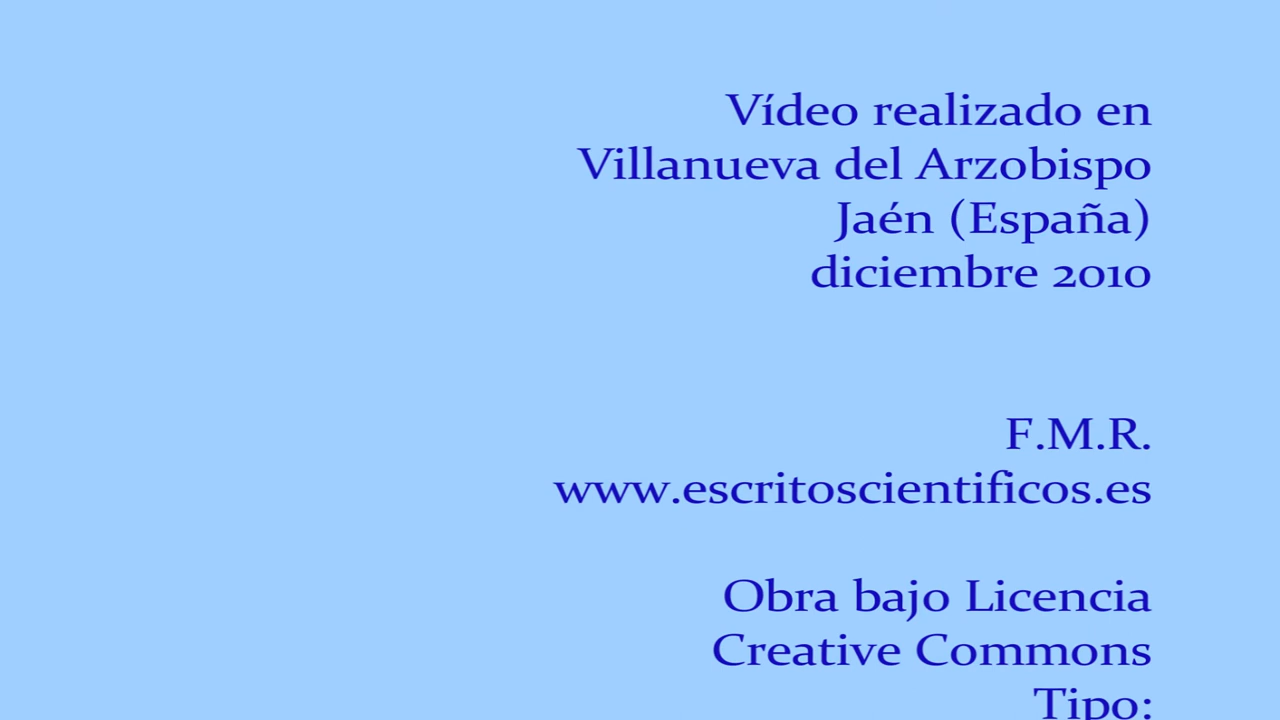 Vídeo realizado en
Villanueva del Arzobispo
Jaén (España)
diciembre 2010
F.M.R.
www.escritoscientificos.es
Obra bajo Licencia
Creative Commons
Tipo: